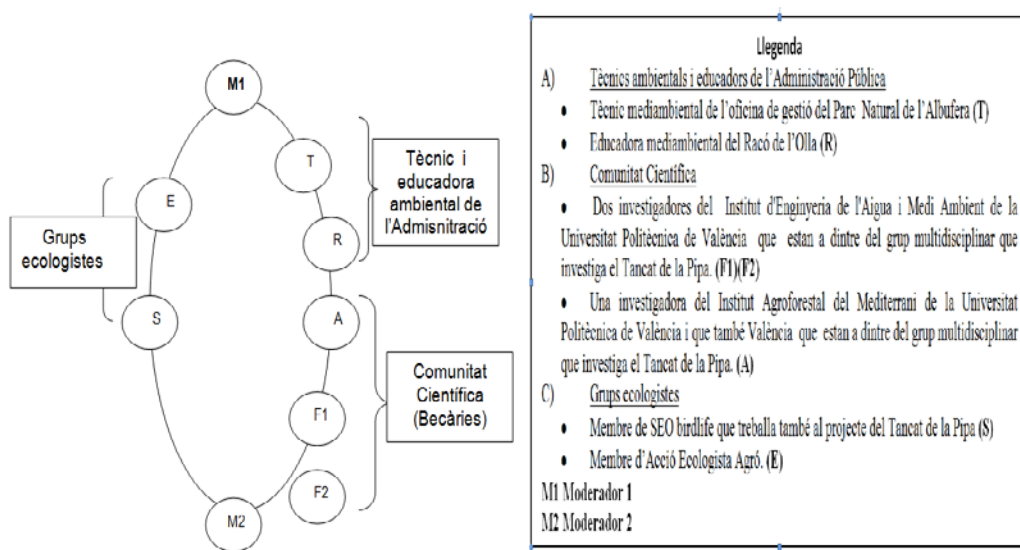 M1
T
R
A
F1
F2
M2
S
E
Grups
ecologistes
Tècnic i
educadora
ambiental de
l'Admisnitració
Comunitat
Científica
(Becàries)
Llegenda
A) Tècnics ambientals i educadors de l'Administració Pública
• Tècnic mediambiental de l'oficina de gestió del Parc Natural de l'Albufera (T)
• Educadora mediambiental del Racó de l'Olla (R)
B) Comunitat Científica
• Dos investigadores del Institut d'Enginyeria de l'Aigua i Medi Ambient de la
Universitat Politècnica de València que estan a dintre del grup multidisciplinar que
investiga el Tancat de la Pipa. (F1)(F2)
• Una investigadora del Institut Agroforestal del Mediterrani de la Universitat
Politècnica de València i que també València que estan a dintre del grup multidisciplinar
que investiga el Tancat de la Pipa. (A)
C) Grups ecologistes
• Membre de SEO birdlife que treballa també al projecte del Tancat de la Pipa (S)
• Membre d'Acció Ecologista Agró. (E)
M1 Moderador 1
M2 Moderador 2